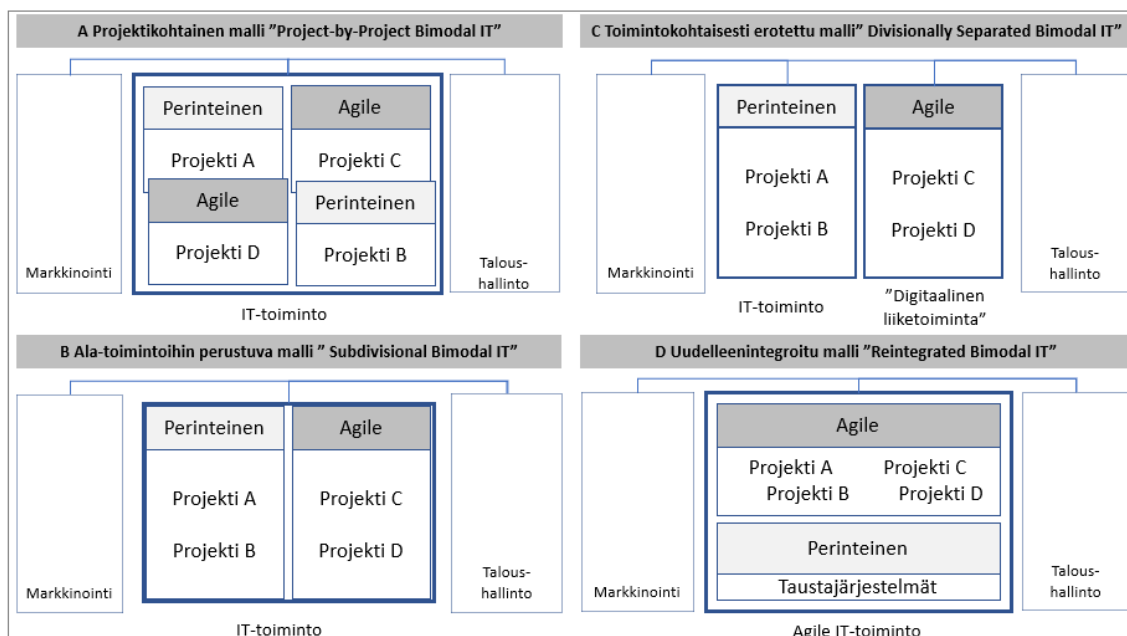 A Projektikohtainen malli ”Project-by-Project Bimodal IT”
Perinteinen
Agile
Projekti A
Projekti C
Agile
Perinteinen
Projekti D
Projekti B
Markkinointi
Talous-
hallinto
IT-toiminto
B Ala-toimintoihin perustuva malli ” Subdivisional Bimodal IT”
Perinteinen
Agile
Projekti A
Projekti C
Projekti B
Projekti D
Markkinointi
Talous-
hallinto
IT-toiminto
C Toimintokohtaisesti erotettu malli” Divisionally Separated Bimodal IT”
Perinteinen
Agile
Projekti A
Projekti C
Projekti B
Projekti D
Markkinointi
Talous-
hallinto
IT-toiminto
”Digitaalinen
liiketoiminta”
D Uudelleenintegroitu malli ”Reintegrated Bimodal IT”
Agile
Projekti A
Projekti C
Projekti B
Projekti D
Perinteinen
Taustajärjestelmät
Markkinointi
Talous-
hallinto
Agile IT-toiminto